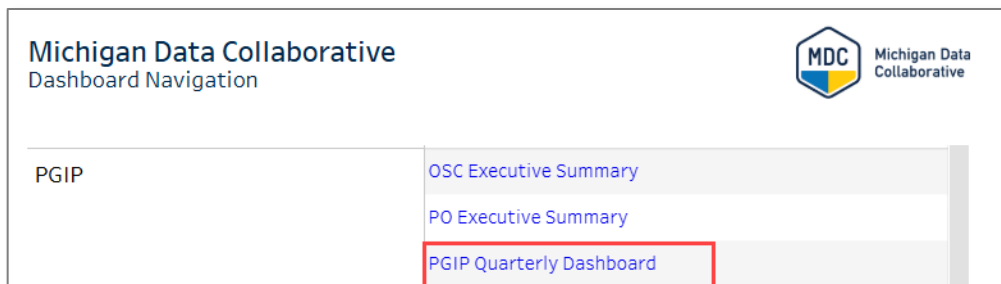 Michigan Data Collaborative
Dashboard Navigation
MDC
Michigan Data
Collaborative
PGIP
OSC Executive Summary
PO Executive Summary
PGIP Quarterly Dashboard